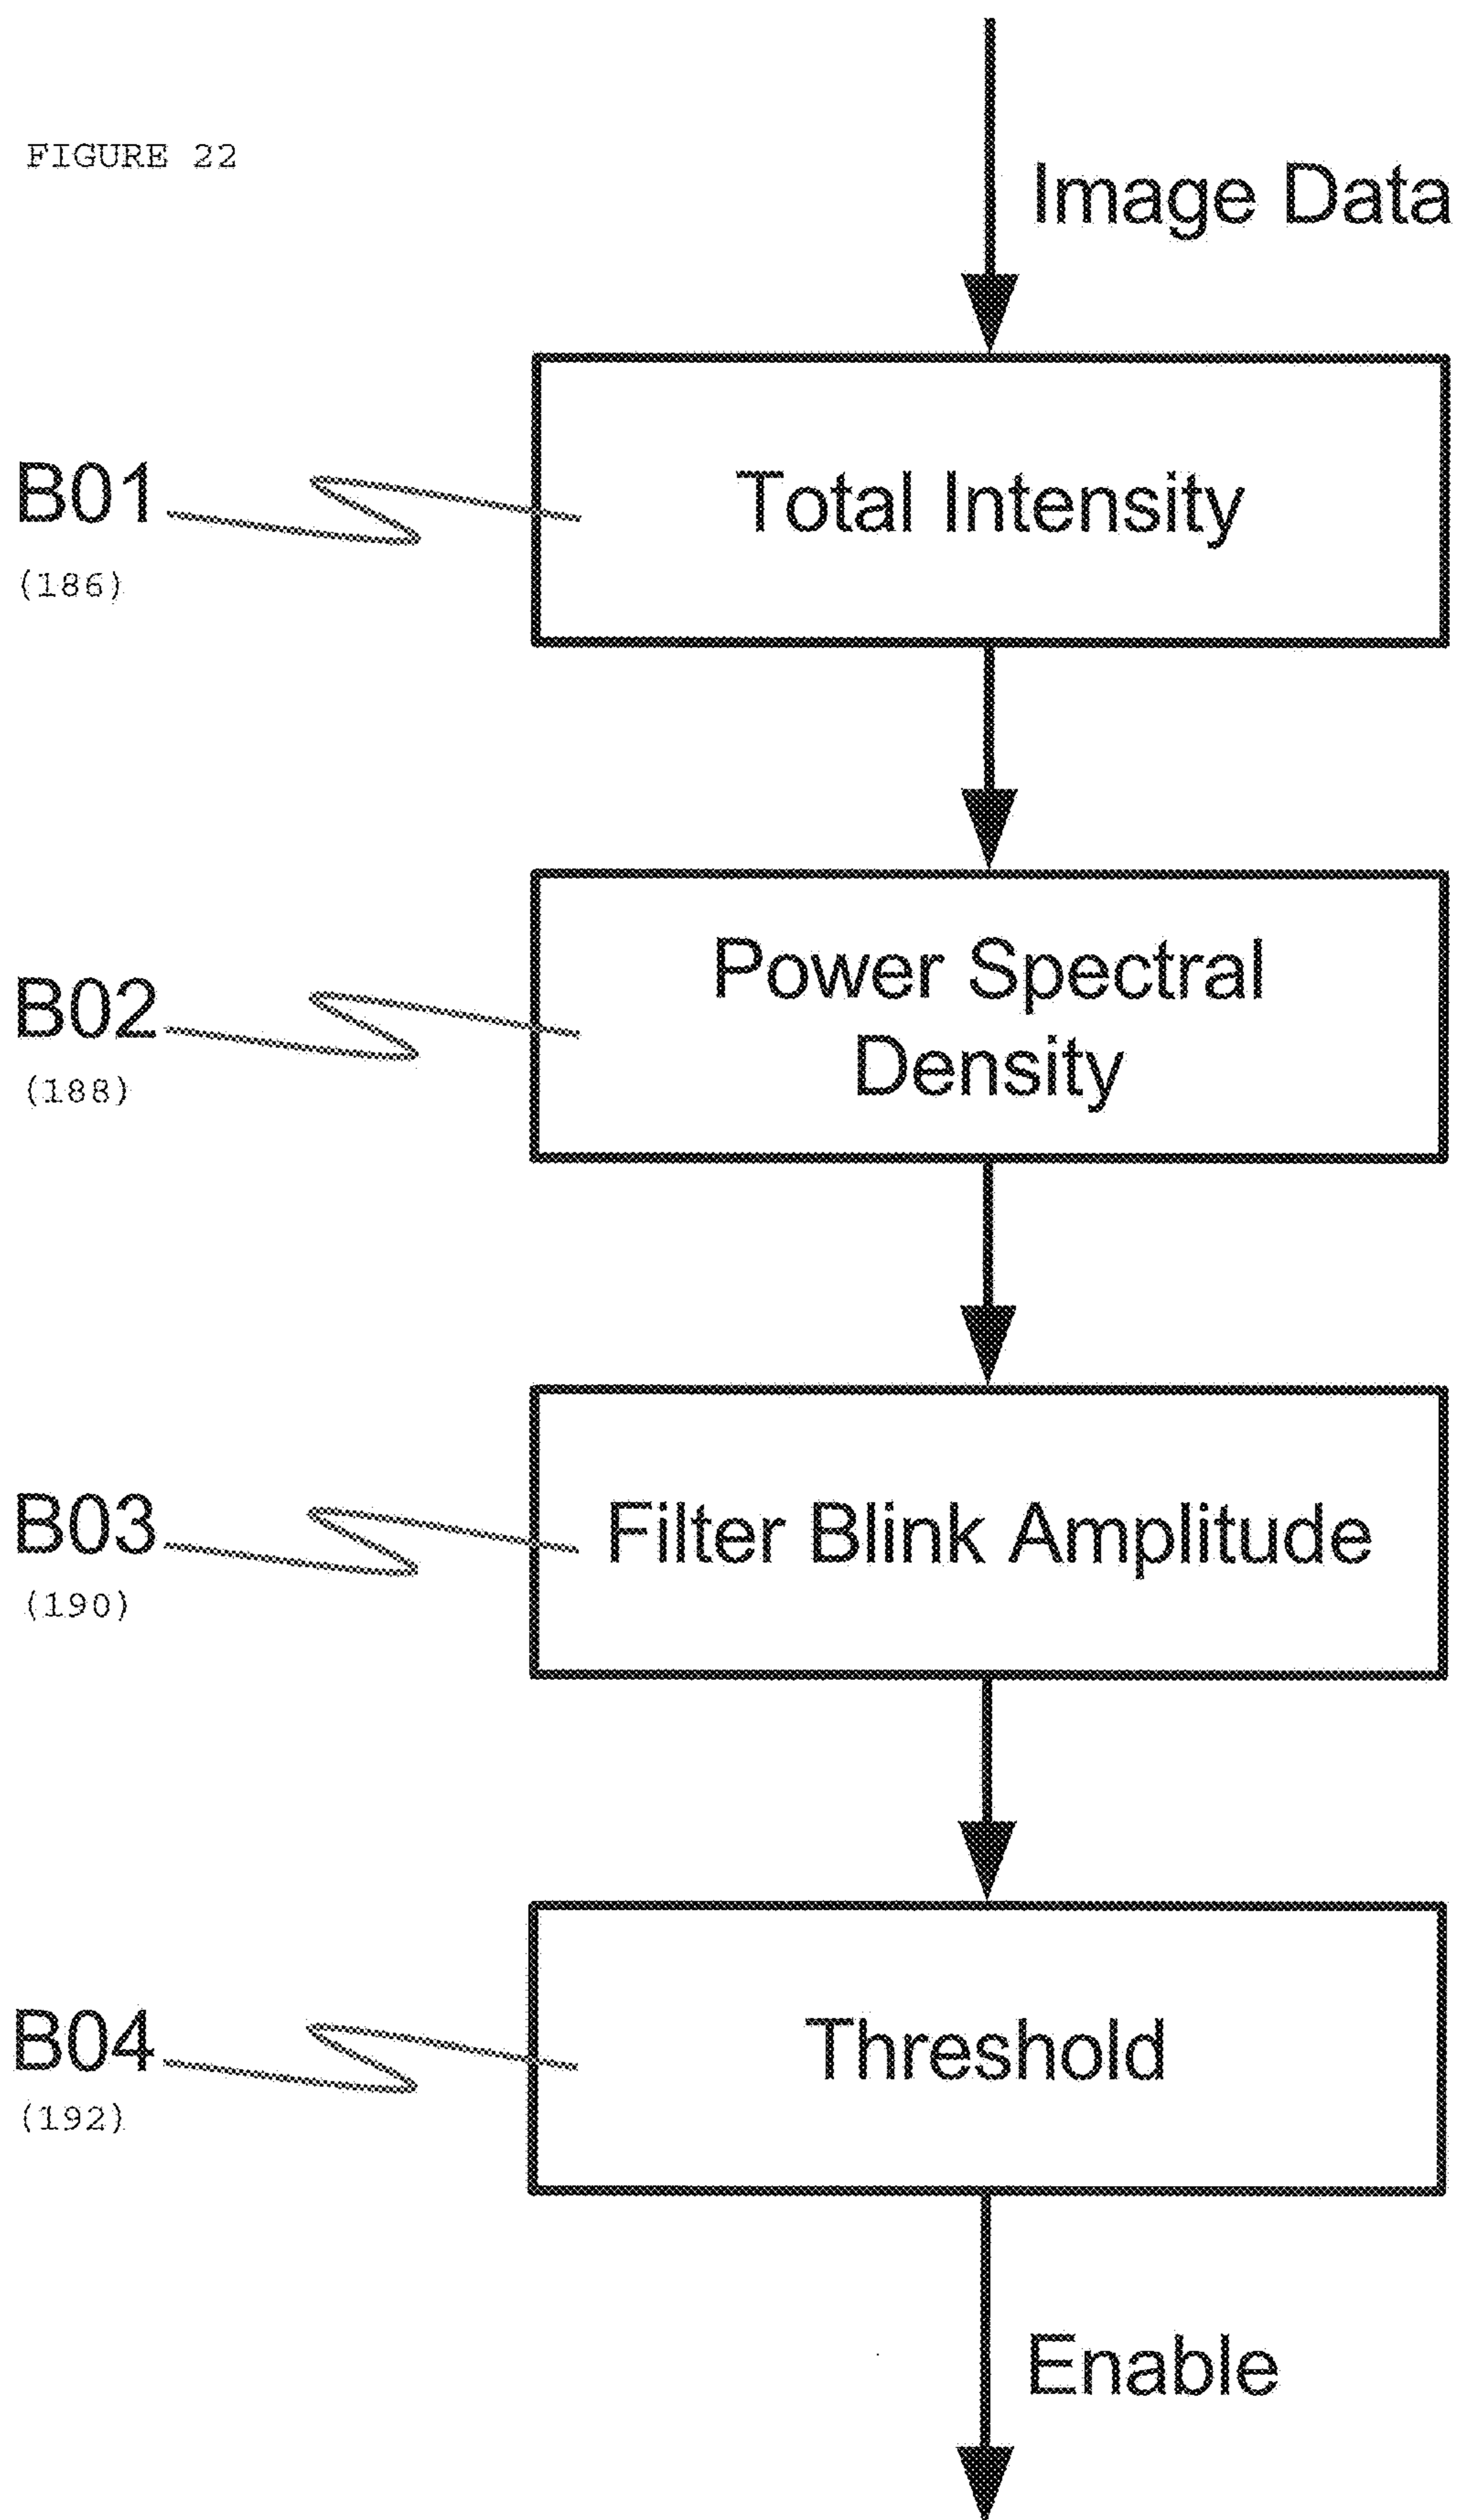 FIGURE 22
Image Data
B01
(186)
Total Intensity
B02
(188)
Power Spectral
Density
B03
(190)
Filter Blink Amplitude
B04
(192)
Threshold
Enable